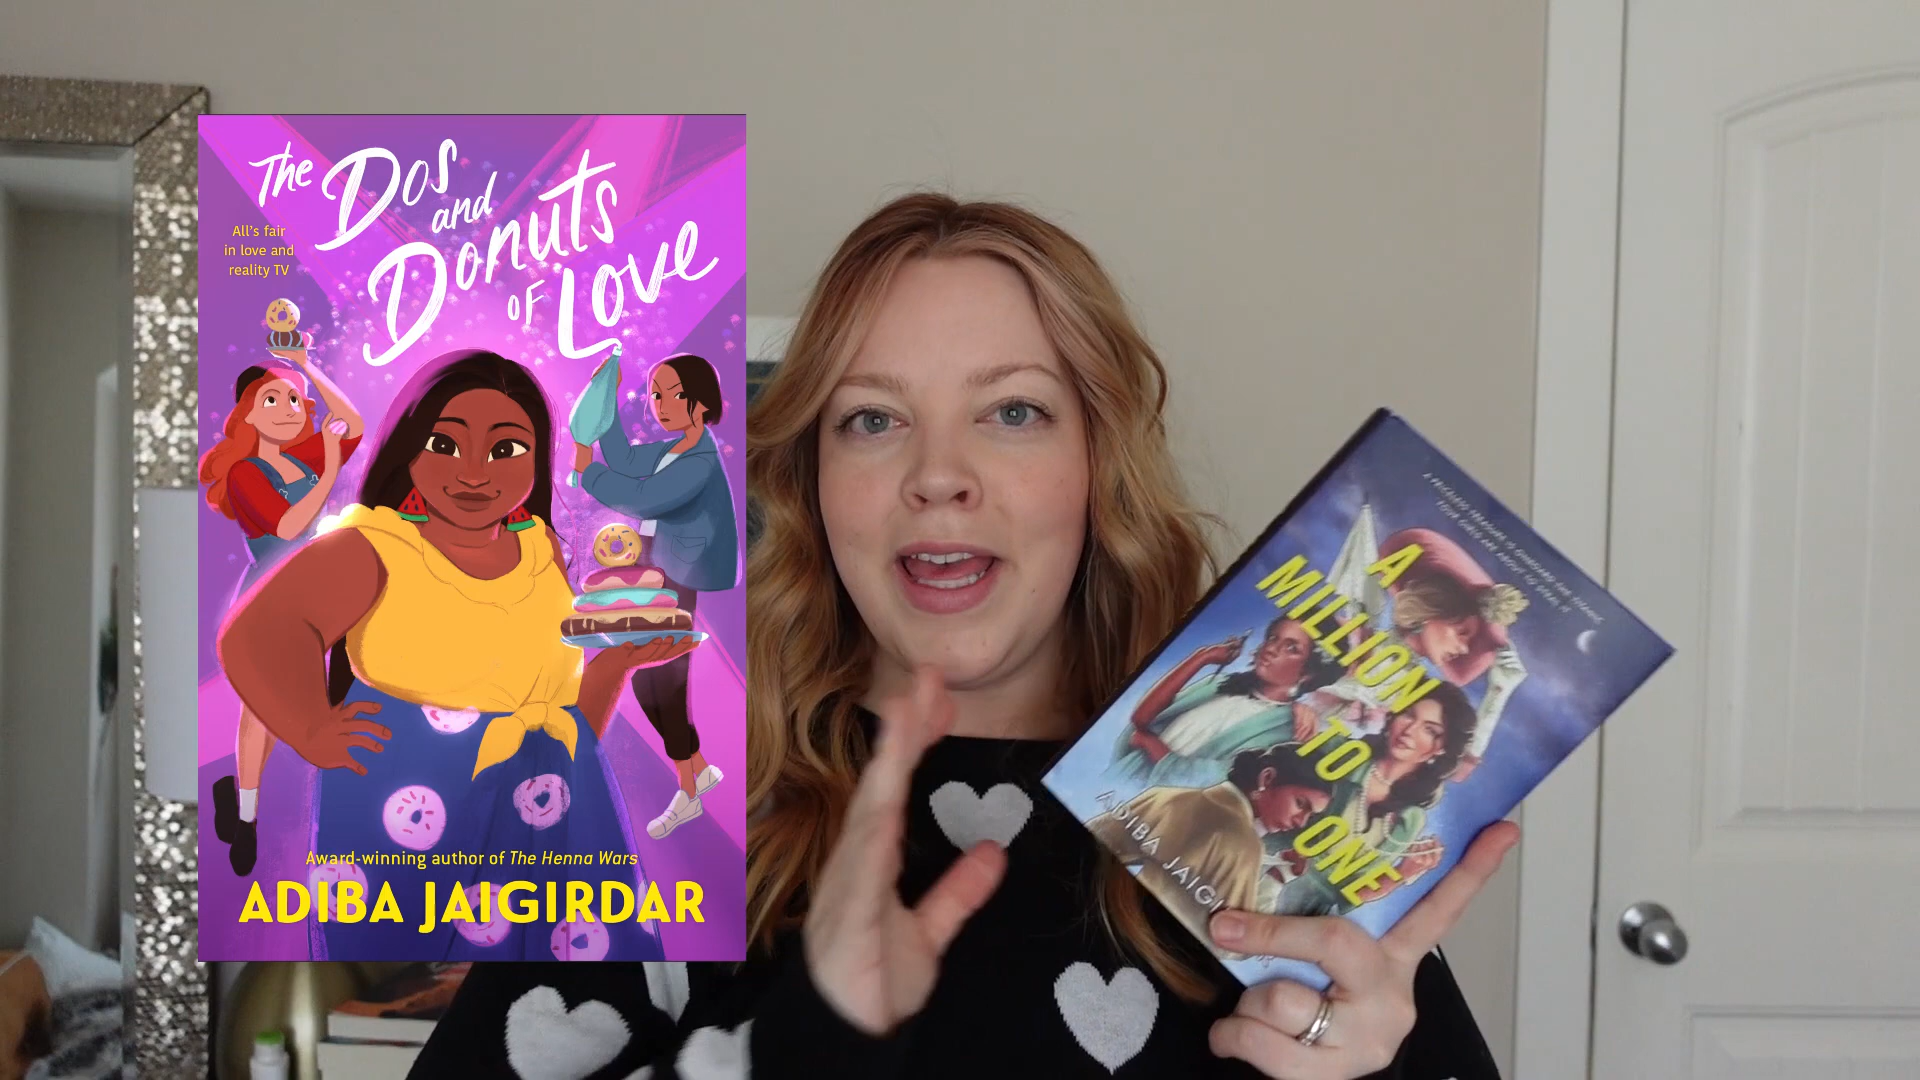 The Dos
and
Donuts
of Love
All's fair
in love and
reality TV
Award-winning author of The Henna Wars
ADIBA JAIGIRDAR
A
MILLION
TO
ONE
ADIBA